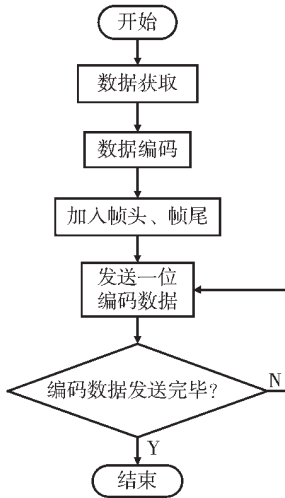 开始
数据获取
数据编码
加入帧头、帧尾
发送一位
编码数据
编码数据发送完毕?
N
Y
结束